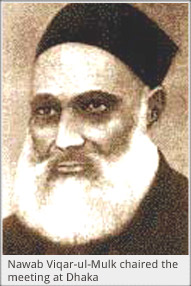 Nawab Viqar-ul-Mulk chaired the
meeting at Dhaka